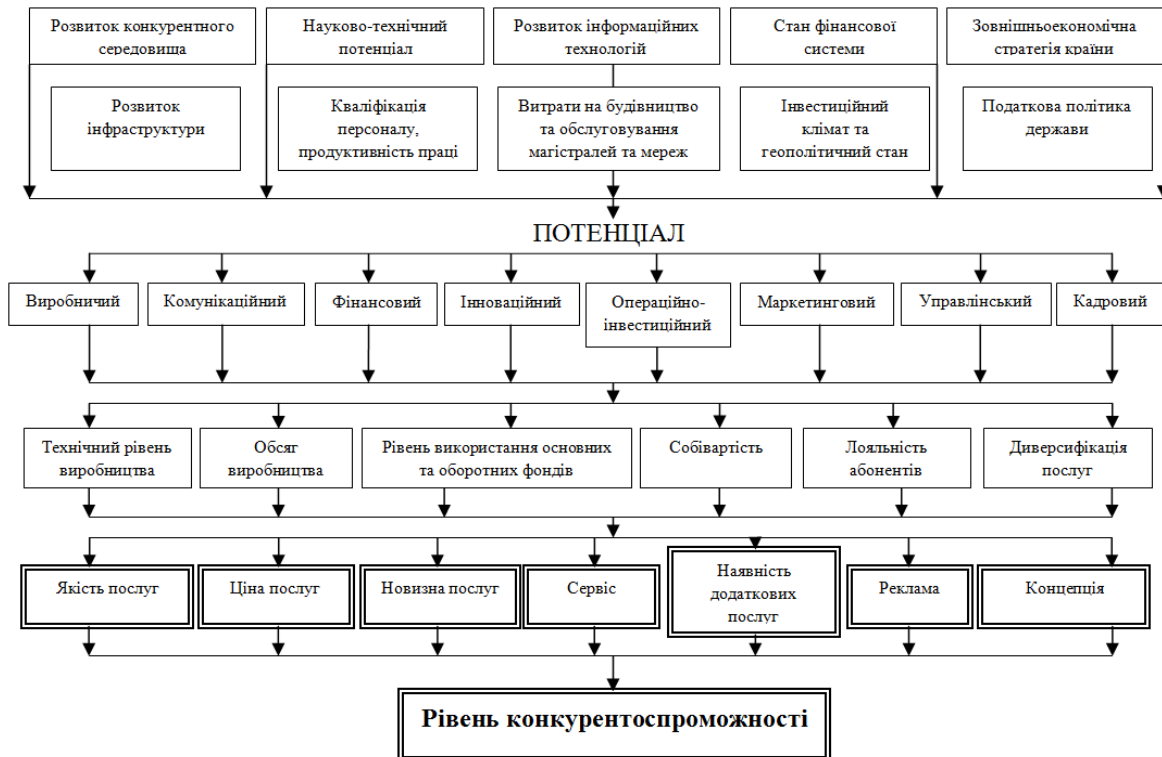 Розвиток конкурентного
середовища
Науково-технічний
потенціал
Розвиток інформаційних
технологій
Стан фінансової
системи
Зовнішньоекономічна
стратегія країни
Розвиток
інфраструктури
Кваліфікація
персоналу,
продуктивність праці
Витрати на будівництво
та обслуговування
магістралей та мереж
Інвестиційний
клімат та
геополітичний стан
Податкова політика
держави
ПОТЕНЦІАЛ
Виробничий
Комунікаційний
Фінансовий
Інноваційний
Операційно-
інвестиційний
Маркетинговий
Управлінський
Кадровий
Технічний рівень
виробництва
Обсяг
виробництва
Рівень використання основних
та оборотних фондів
Собівартість
Лояльність
абонентів
Диверсифікація
послуг
Якість послуг
Ціна послуг
Новизна послуг
Сервіс
Наявність
додаткових
послуг
Реклама
Концепція
Рівень конкурентоспроможності